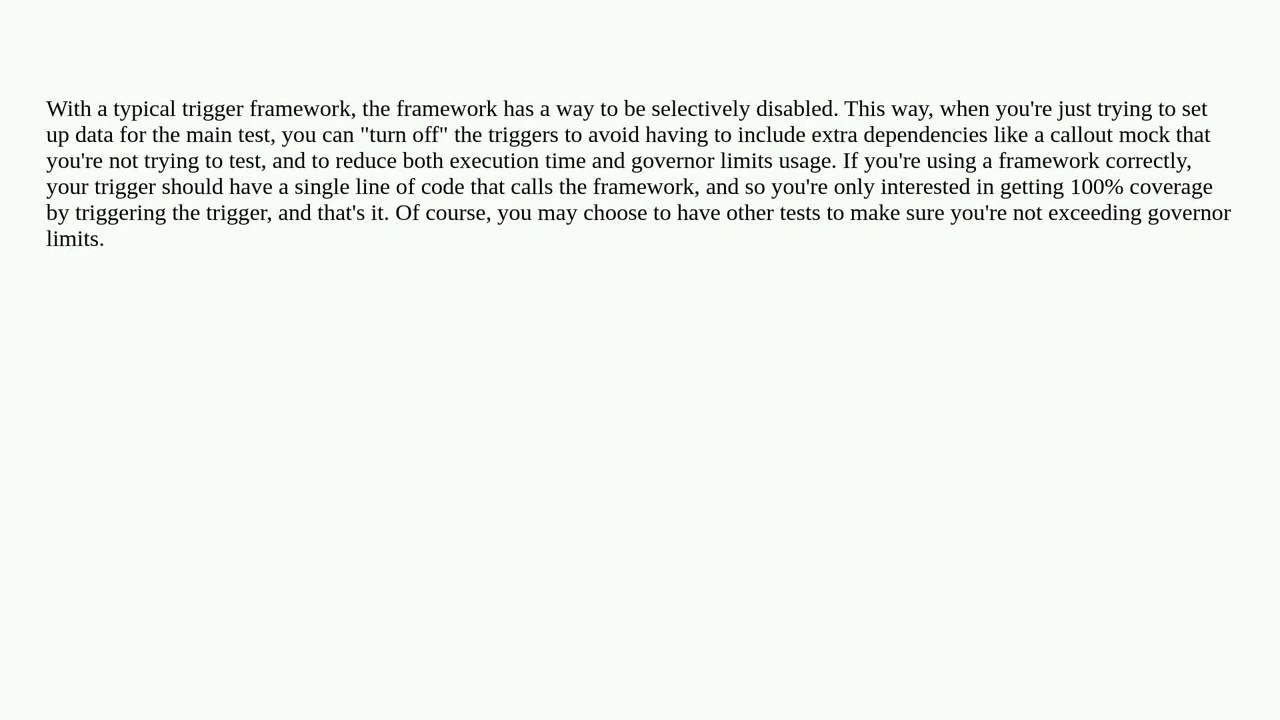 With a typical trigger framework, the framework has a way to be selectively disabled. This way, when you're just trying to set
up data for the main test, you can "turn off" the triggers to avoid having to include extra dependencies like a callout mock that
you're not trying to test, and to reduce both execution time and governor limits usage. If you're using a framework correctly,
your trigger should have a single line of code that calls the framework, and so you're only interested in getting 100% coverage
by triggering the trigger, and that's it. Of course, you may choose to have other tests to make sure you're not exceeding governor
limits.